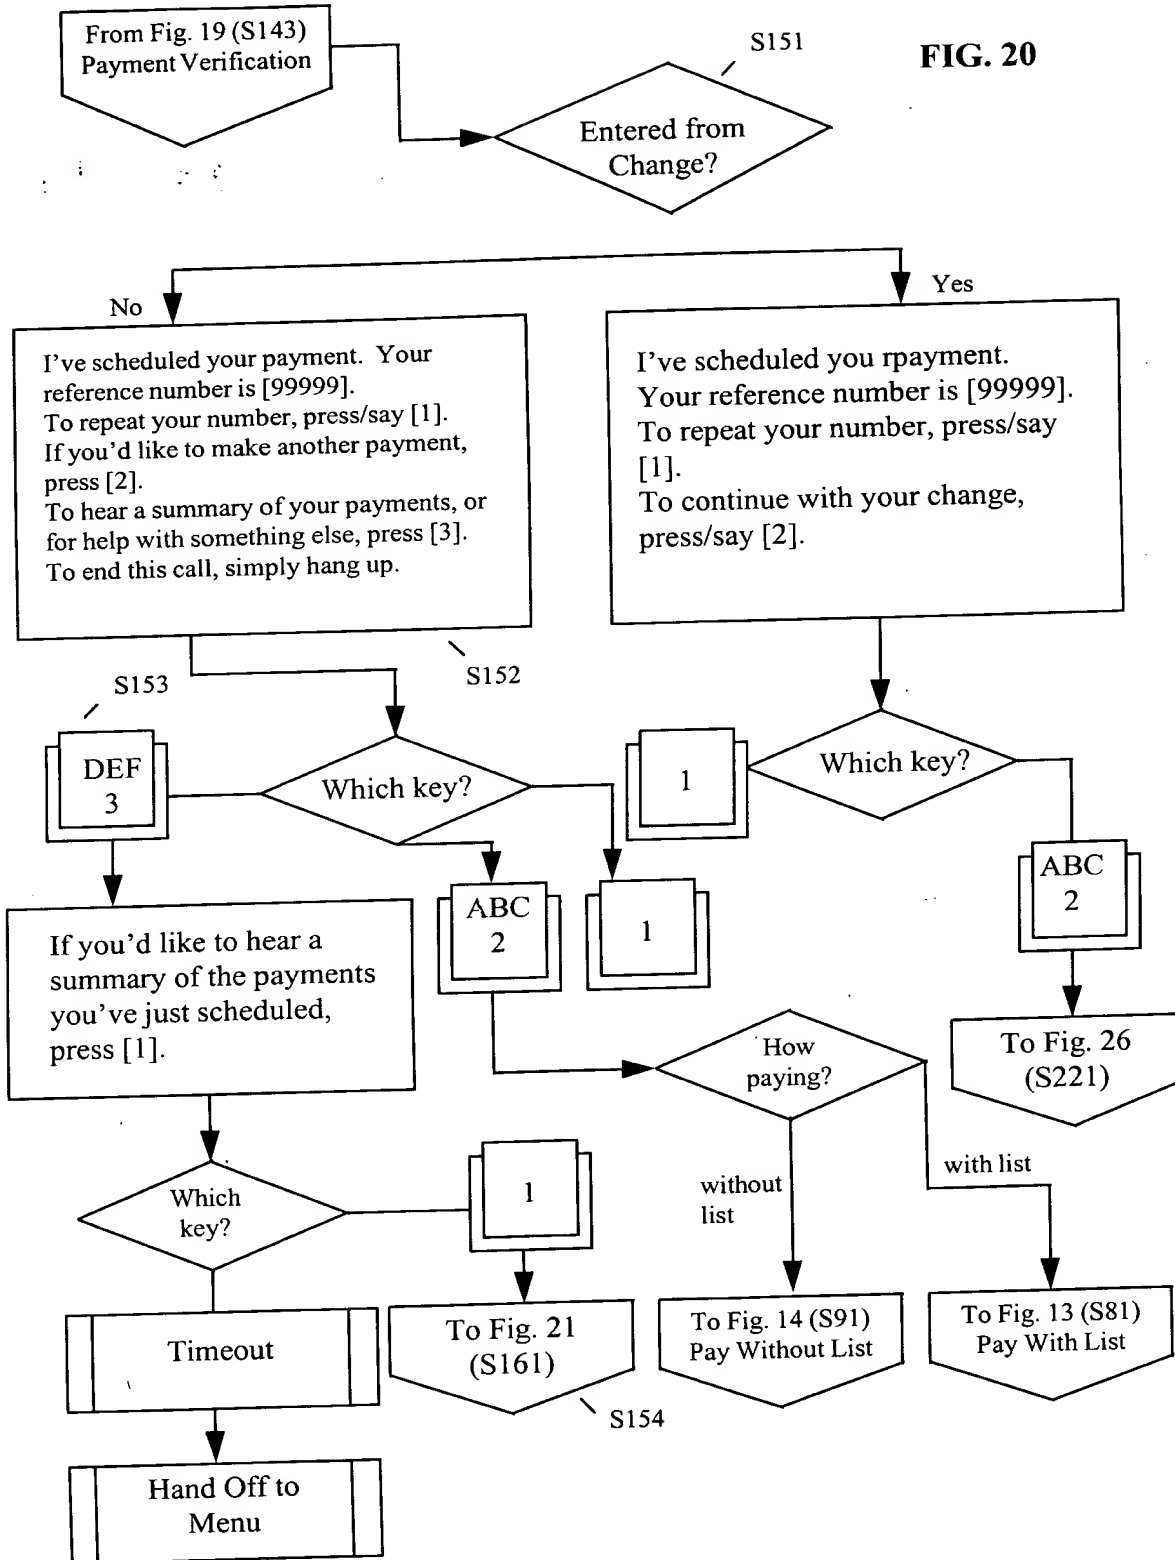 From Fig. 19 (S143)
Payment Verification
S151
FIG. 20
Entered from
Change?
No
Yes
I've scheduled your payment. Your
reference number is [99999].
To repeat your number, press/say [1].
If you'd like to make another payment,
press [2].
To hear a summary of your payments, or
for help with something else, press [3].
To end this call, simply hang up.
I've scheduled you rpayment.
Your reference number is [99999].
To repeat your number, press/say
[1].
To continue with your change,
press/say [2].
S152
S153
DEF
3
Which key?
1
Which key?
ABC
2
1
ABC
2
If you'd like to hear a
summary of the payments
you've just scheduled,
press [1].
How
paying?
To Fig. 26
(S221)
Which
key?
1
without
list
with list
Timeout
To Fig. 21
(S161)
To Fig. 14 (S91)
Pay Without List
To Fig. 13 (S81)
Pay With List
S154
Hand Off to
Menu